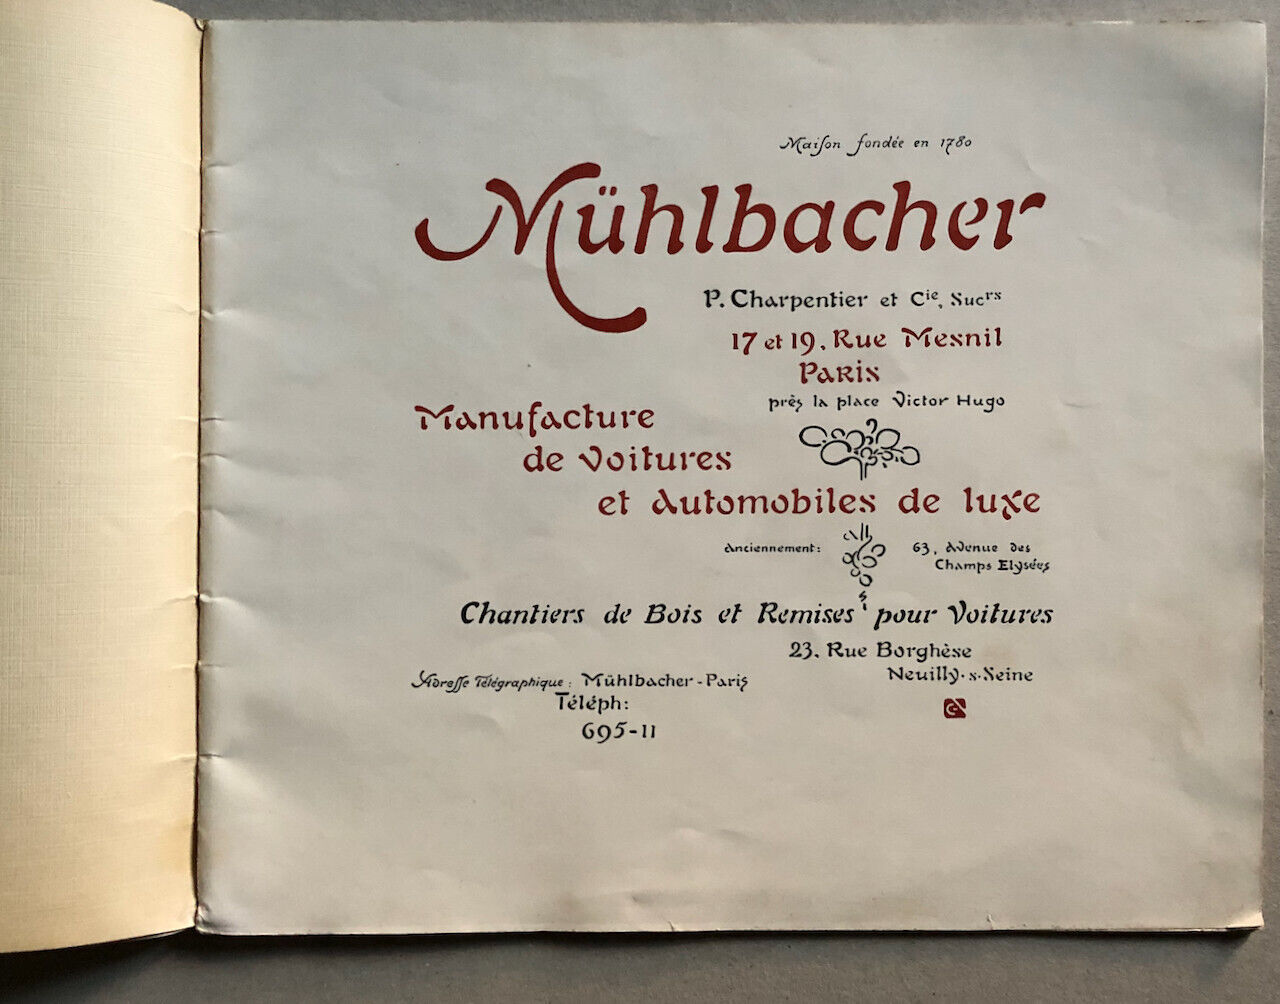 Maison fondée en 1780
Mühlbacher
P. Charpentier et Cie, Sucrs
17 et 19, Rue Mesnil
Paris
près la place Victor Hugo
Manufacture
de Voitures
et Automobiles de luxe
Anciennement: 63, Avenue des
Champs Elysées
Chantiers de Bois et Remises pour Voitures
23, Rue Borghèse
Neuilly.s.Seine
Adresse Télégraphique: Mühlbacher-Paris
Téléph:
695-11